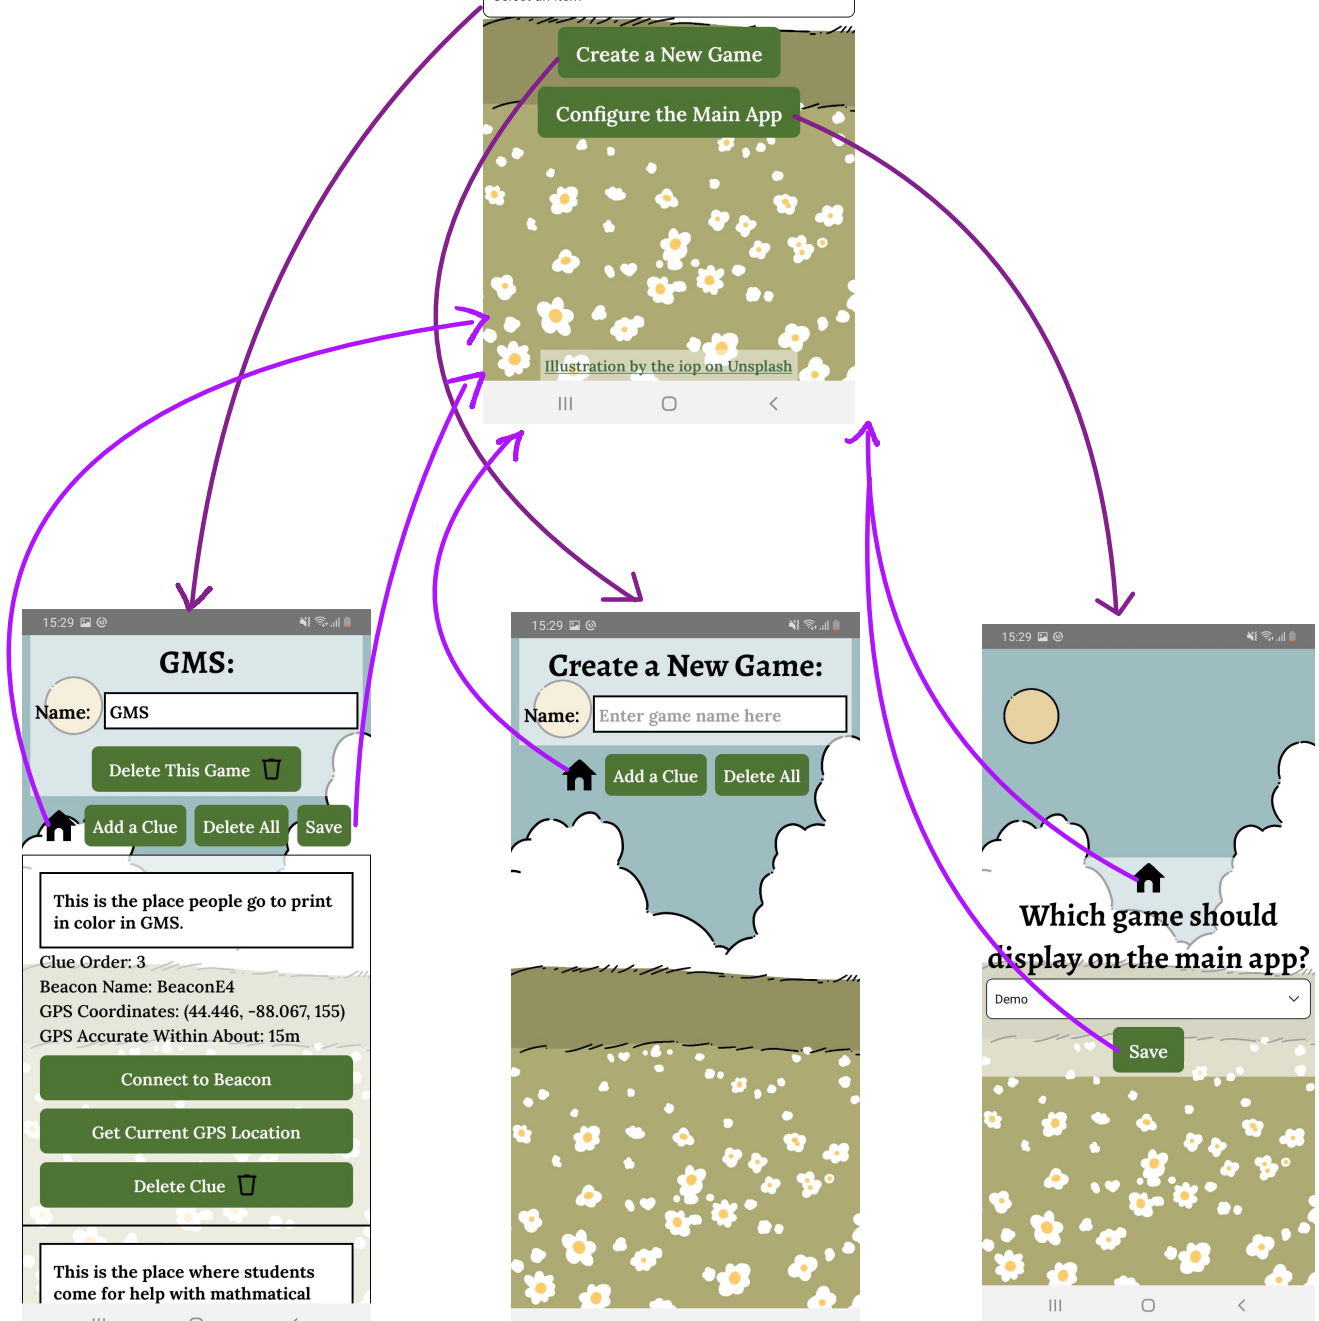 Create a New Game
Configure the Main App
Illustration by the iop on Unsplash
15:29
GMS:
Name:
GMS
Delete This Game
Add a Clue
Delete All
Save
This is the place people go to print
in color in GMS.
Clue Order: 3
Beacon Name: BeaconE4
GPS Coordinates: (44.446, -88.067, 155)
GPS Accurate Within About: 15m
Connect to Beacon
Get Current GPS Location
Delete Clue
This is the place where students
come for help with mathmatical
15:29
Create a New Game:
Name:
Enter game name here
Add a Clue
Delete All
15:29
Which game should
display on the main app?
Demo
Save